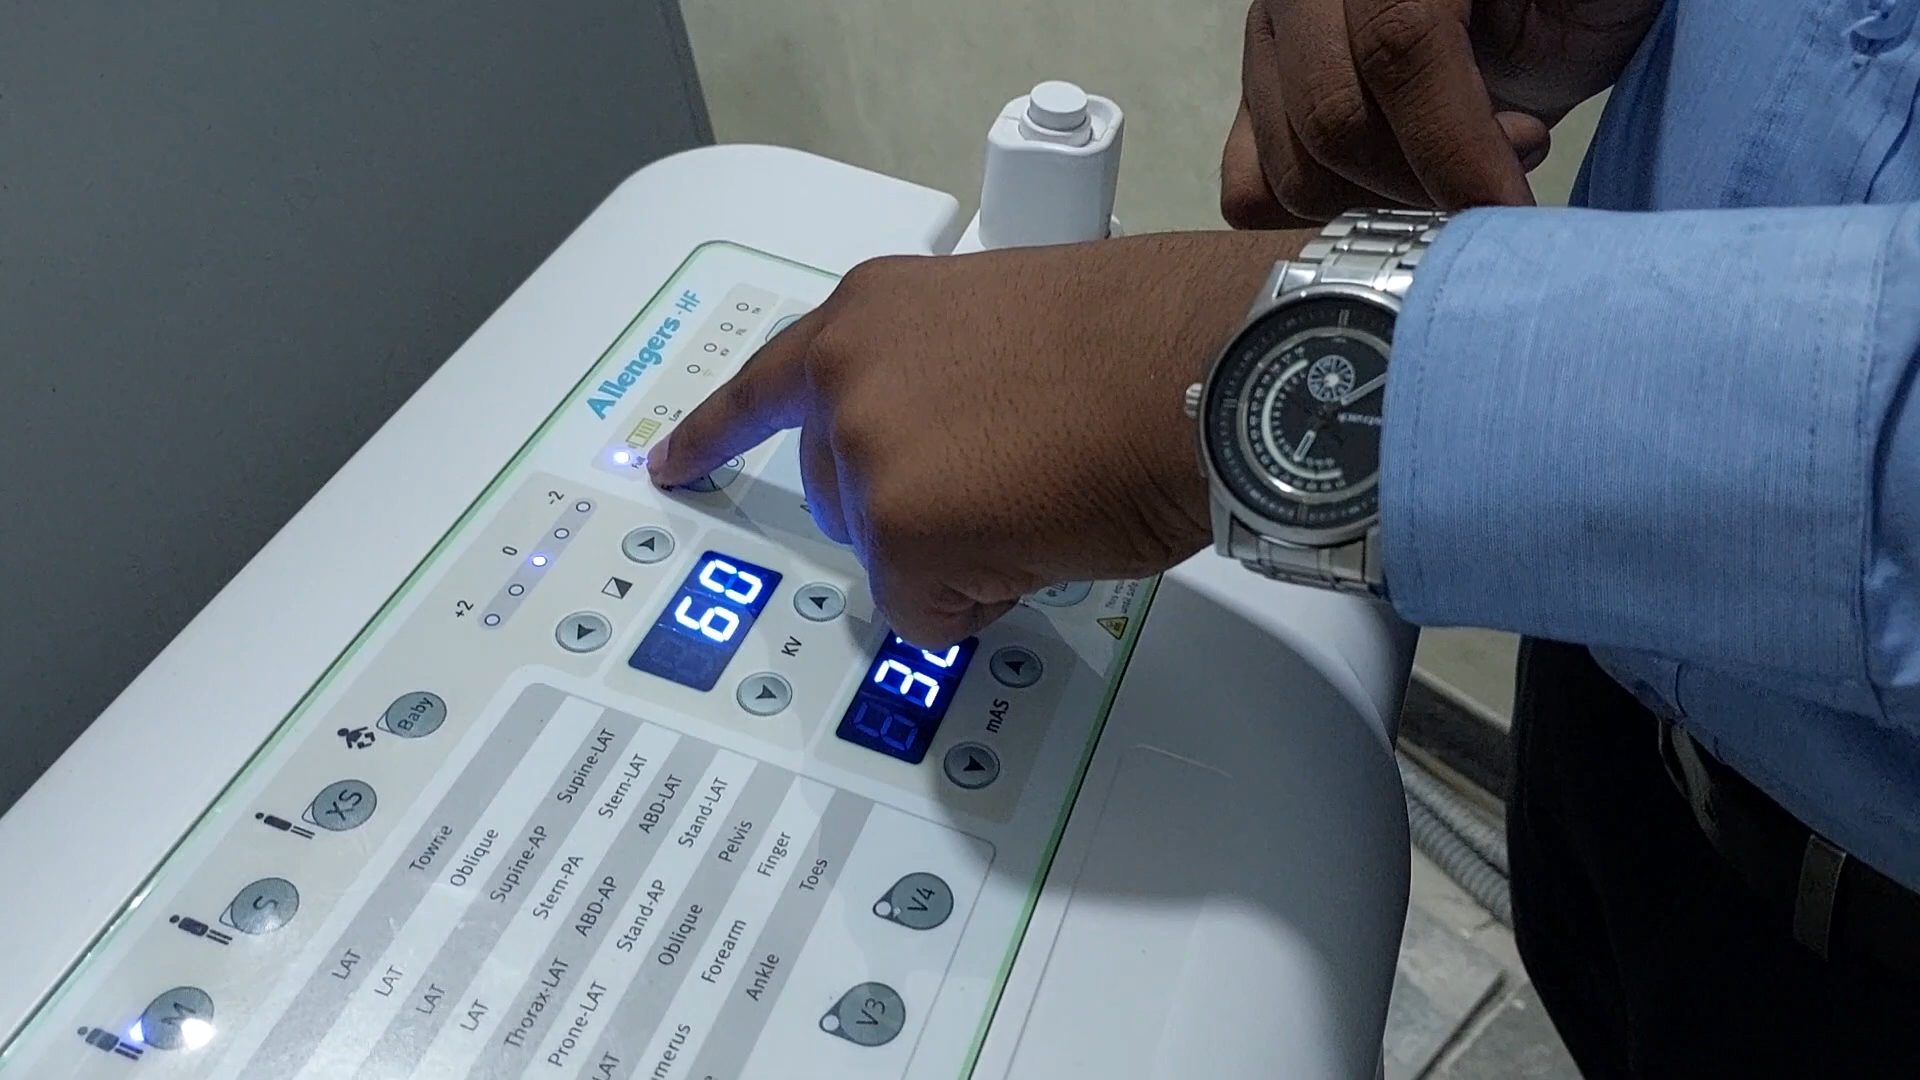 Allengers-HF
Full
Low
-2
0
+2
60
KV
32
mAS
Baby
XS
S
M
Towne
LAT
Oblique
LAT
Supine-LAT
Supine-AP
LAT
Stern-LAT
Stern-PA
LAT
ABD-LAT
ABD-AP
Thorax-LAT
Stand-LAT
Stand-AP
Prone-LAT
Pelvis
Oblique
LAT
Finger
Forearm
Toes
Ankle
V4
V3